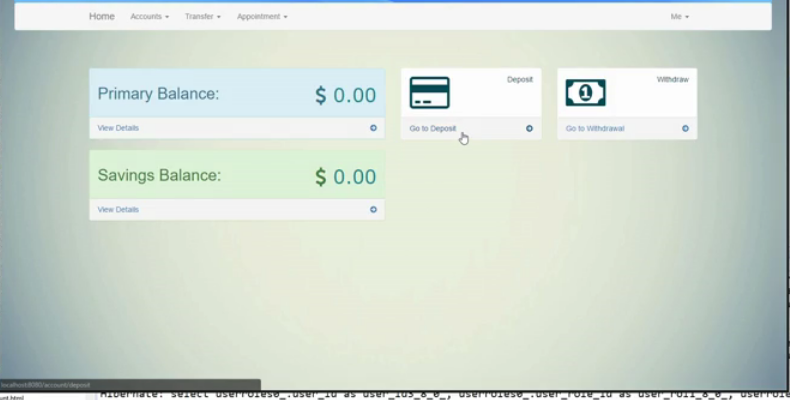 Home Accounts Transfer Appointment Me
Primary Balance: $ 0.00
View Details
Savings Balance: $ 0.00
View Details
Deposit
Go to Deposit
Withdraw
1
Go to Withdrawal
localhost:8080/account/deposit
Hibernate: select userroles0_.user_id as user_id3_8_0_, userroles0_.user_role_id as user_rol1_8_0_,